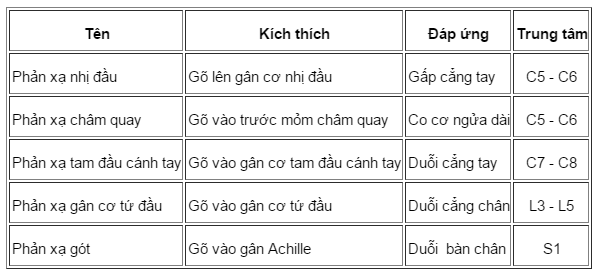 Tên Kích thích Đáp ứng Trung tâm
Phản xạ nhị đầu Gõ lên gân cơ nhị đầu Gấp cẳng tay C5 - C6
Phản xạ châm quay Gõ vào trước mỏm châm quay Co cơ ngửa dài C5 - C6
Phản xạ tam đầu cánh tay Gõ vào gân cơ tam đầu cánh tay Duỗi cẳng tay C7 - C8
Phản xạ gân cơ tứ đầu Gõ vào gân cơ tứ đầu Duỗi cẳng chân L3 - L5
Phản xạ gót Gõ vào gân Achille Duỗi bàn chân S1